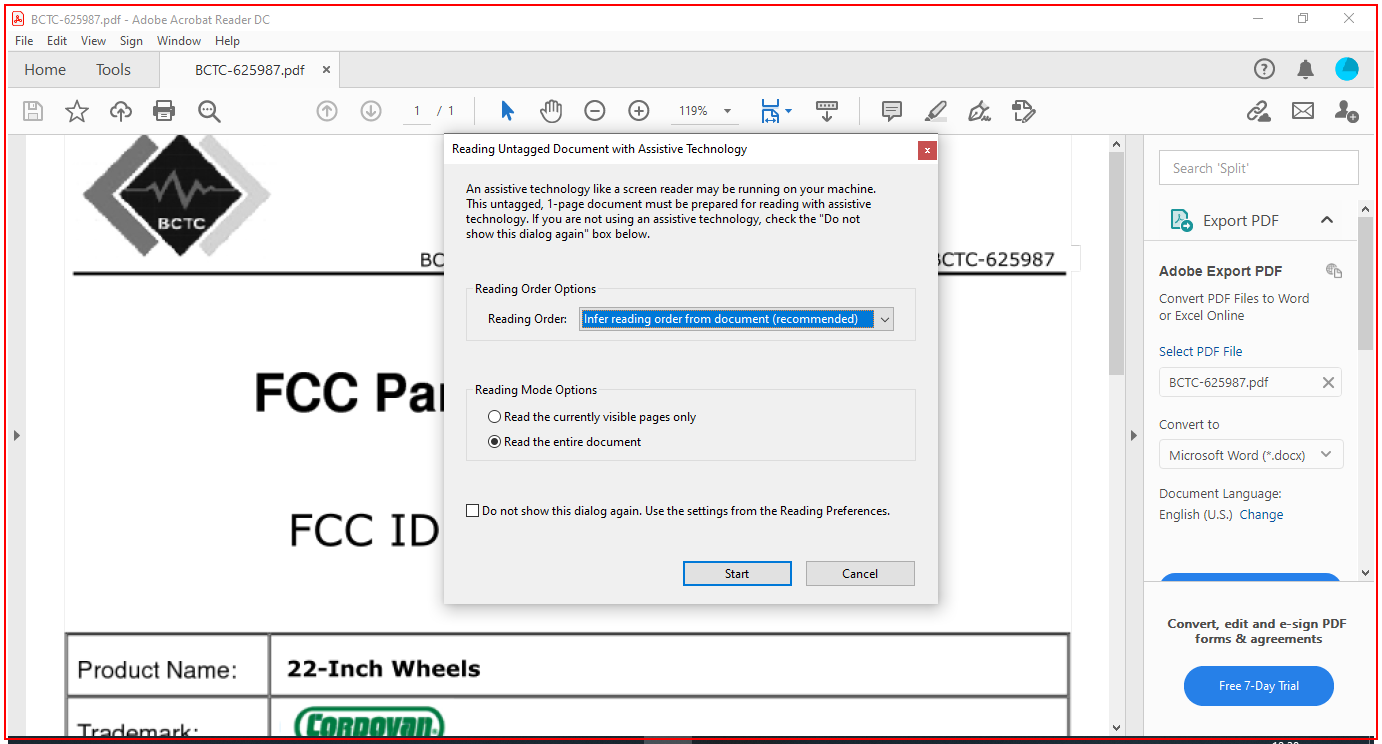 BCTC-625987.pdf - Adobe Acrobat Reader DC
File Edit View Sign Window Help
Home Tools BCTC-625987.pdf ×
1 / 1 119%
Reading Untagged Document with Assistive Technology
An assistive technology like a screen reader may be running on your machine.
This untagged, 1-page document must be prepared for reading with assistive
technology. If you are not using an assistive technology, check the "Do not
show this dialog again" box below.
Reading Order Options
Reading Order: Infer reading order from document (recommended)
Reading Mode Options
Read the currently visible pages only
Read the entire document
Do not show this dialog again. Use the settings from the Reading Preferences.
Start Cancel
BCTC
BC
BCTC-625987
FCC Par
FCC ID
Product Name: 22-Inch Wheels
Trademark: CORDOVAN
Search 'Split'
Export PDF
Adobe Export PDF
Convert PDF Files to Word
or Excel Online
Select PDF File
BCTC-625987.pdf
Convert to
Microsoft Word (*.docx)
Document Language:
English (U.S.) Change
Convert, edit and e-sign PDF
forms & agreements
Free 7-Day Trial